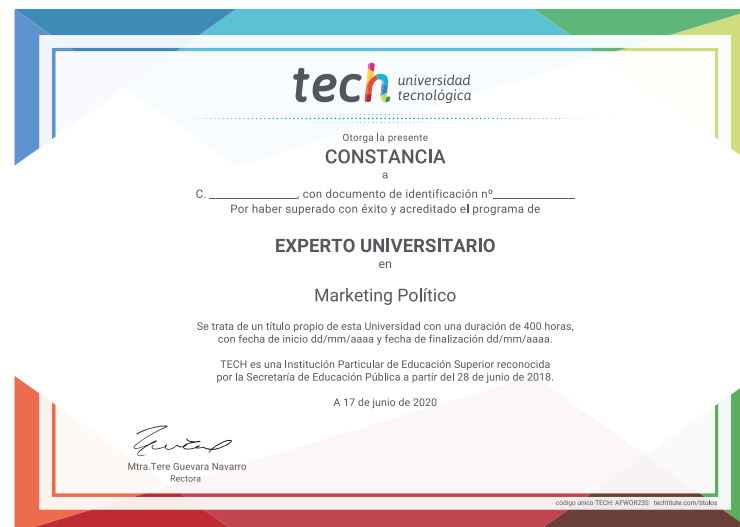 tech universidad
tecnológica
Otorga la presente
CONSTANCIA
a
C. ______________, con documento de identificación nº_____________
Por haber superado con éxito y acreditado el programa de
EXPERTO UNIVERSITARIO
en
Marketing Político
Se trata de un título propio de esta Universidad con una duración de 400 horas,
con fecha de inicio dd/mm/aaaa y fecha de finalización dd/mm/aaaa.
TECH es una Institución Particular de Educación Superior reconocida
por la Secretaría de Educación Pública a partir del 28 de junio de 2018.
A 17 de junio de 2020
Mtra.Tere Guevara Navarro
Rectora
código único TECH: AFWOR23S techtitute.com/titulos